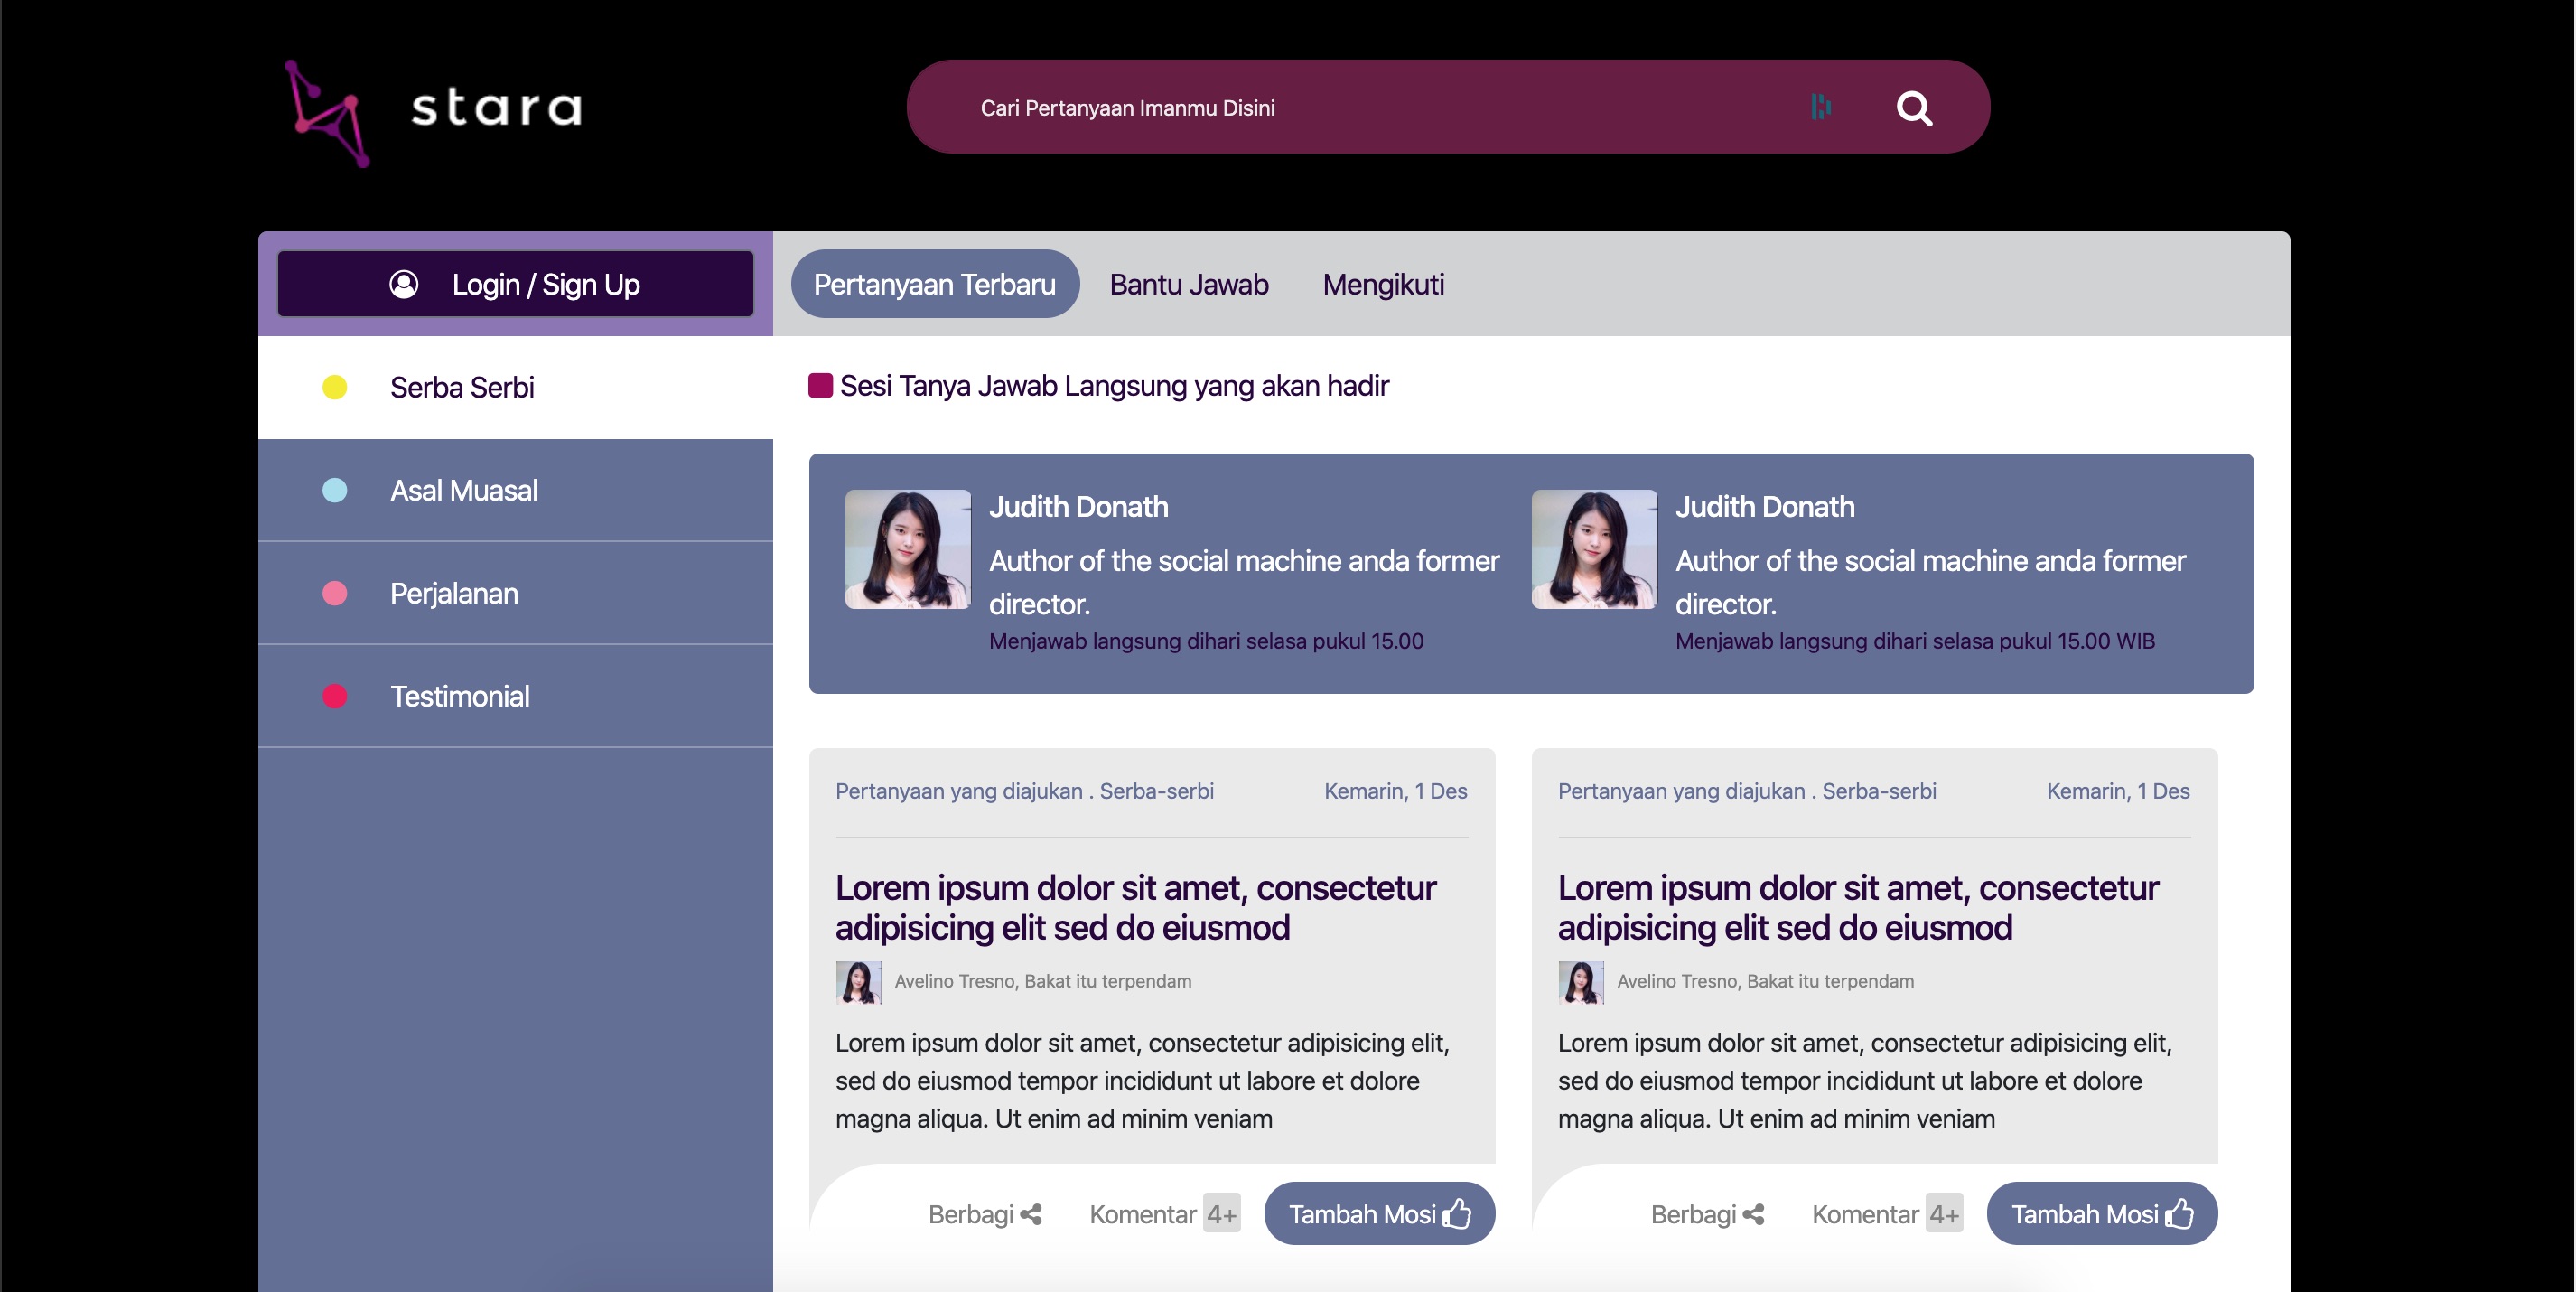 stara
Cari Pertanyaan Imanmu Disini
Login / Sign Up
Pertanyaan Terbaru
Bantu Jawab
Mengikuti
Serba Serbi
Asal Muasal
Perjalanan
Testimonial
Sesi Tanya Jawab Langsung yang akan hadir
Judith Donath
Author of the social machine anda former
director.
Menjawab langsung dihari selasa pukul 15.00
Judith Donath
Author of the social machine anda former
director.
Menjawab langsung dihari selasa pukul 15.00 WIB
Pertanyaan yang diajukan . Serba-serbi
Kemarin, 1 Des
Lorem ipsum dolor sit amet, consectetur
adipisicing elit sed do eiusmod
Avelino Tresno, Bakat itu terpendam
Lorem ipsum dolor sit amet, consectetur adipisicing elit,
sed do eiusmod tempor incididunt ut labore et dolore
magna aliqua. Ut enim ad minim veniam
Berbagi
Komentar 4+
Tambah Mosi
Pertanyaan yang diajukan . Serba-serbi
Kemarin, 1 Des
Lorem ipsum dolor sit amet, consectetur
adipisicing elit sed do eiusmod
Avelino Tresno, Bakat itu terpendam
Lorem ipsum dolor sit amet, consectetur adipisicing elit,
sed do eiusmod tempor incididunt ut labore et dolore
magna aliqua. Ut enim ad minim veniam
Berbagi
Komentar 4+
Tambah Mosi